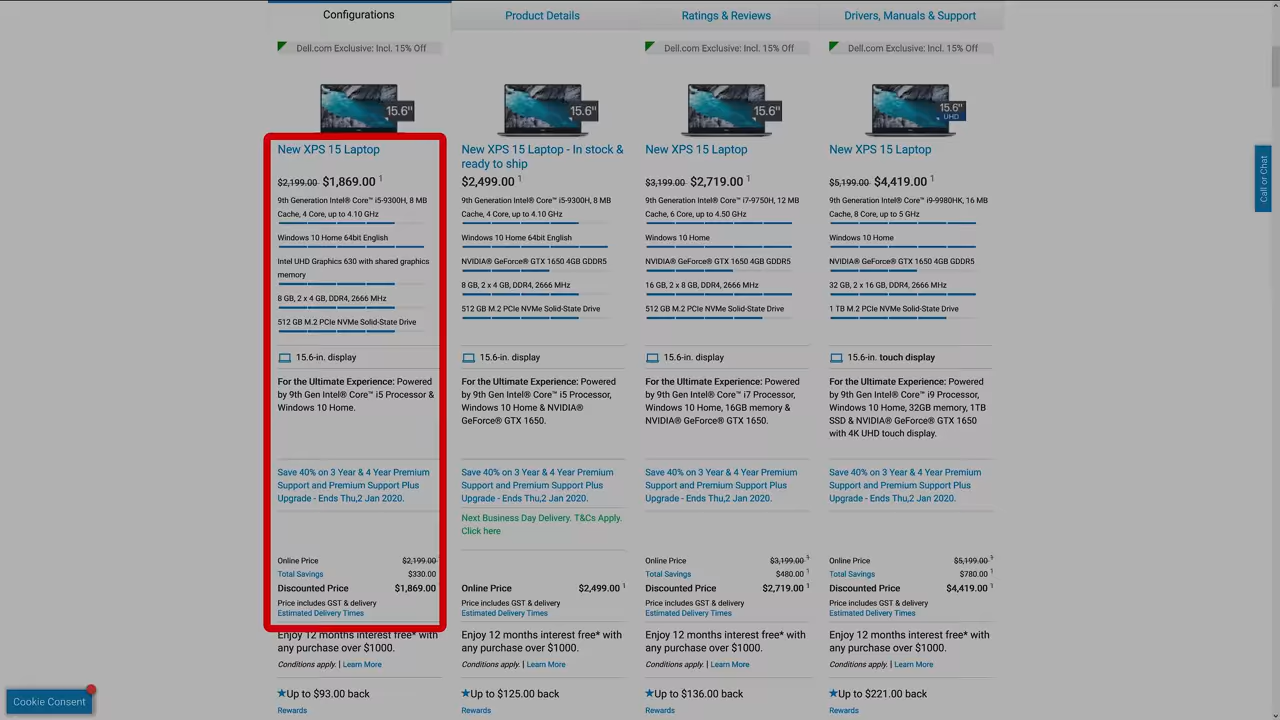 Configurations
Product Details
Ratings & Reviews
Drivers, Manuals & Support
Dell.com Exclusive: Incl. 15% Off
Dell.com Exclusive: Incl. 15% Off
Dell.com Exclusive: Incl. 15% Off
15.6"
15.6"
15.6"
15.6"
UHD
New XPS 15 Laptop
$2,199.00 $1,869.00 1
9th Generation Intel® Core™ i5-9300H, 8 MB
Cache, 4 Core, up to 4.10 GHz
Windows 10 Home 64bit English
Intel UHD Graphics 630 with shared graphics
memory
8 GB, 2 x 4 GB, DDR4, 2666 MHz
512 GB M.2 PCIe NVMe Solid-State Drive
15.6-in. display
For the Ultimate Experience: Powered
by 9th Gen Intel® Core™ i5 Processor &
Windows 10 Home.
Save 40% on 3 Year & 4 Year Premium
Support and Premium Support Plus
Upgrade - Ends Thu,2 Jan 2020.
Online Price $2,199.00
Total Savings $330.00
Discounted Price $1,869.00
Price includes GST & delivery
Estimated Delivery Times
Enjoy 12 months interest free* with
any purchase over $1000.
Conditions apply. | Learn More
Up to $93.00 back
Rewards
New XPS 15 Laptop - In stock &
ready to ship
$2,499.00 1
9th Generation Intel® Core™ i5-9300H, 8 MB
Cache, 4 Core, up to 4.10 GHz
Windows 10 Home 64bit English
NVIDIA® GeForce® GTX 1650 4GB GDDR5
8 GB, 2 x 4 GB, DDR4, 2666 MHz
512 GB M.2 PCIe NVMe Solid-State Drive
15.6-in. display
For the Ultimate Experience: Powered
by 9th Gen Intel® Core™ i5 Processor,
Windows 10 Home & NVIDIA®
GeForce® GTX 1650.
Save 40% on 3 Year & 4 Year Premium
Support and Premium Support Plus
Upgrade - Ends Thu,2 Jan 2020.
Next Business Day Delivery. T&Cs Apply.
Click here
Online Price $2,499.00 1
Price includes GST & delivery
Estimated Delivery Times
Enjoy 12 months interest free* with
any purchase over $1000.
Conditions apply. | Learn More
Up to $125.00 back
Rewards
New XPS 15 Laptop
$3,199.00 $2,719.00 1
9th Generation Intel® Core™ i7-9750H, 12 MB
Cache, 6 Core, up to 4.50 GHz
Windows 10 Home
NVIDIA® GeForce® GTX 1650 4GB GDDR5
16 GB, 2 x 8 GB, DDR4, 2666 MHz
512 GB M.2 PCIe NVMe Solid-State Drive
15.6-in. display
For the Ultimate Experience: Powered
by 9th Gen Intel® Core™ i7 Processor,
Windows 10 Home, 16GB memory &
NVIDIA® GeForce® GTX 1650.
Save 40% on 3 Year & 4 Year Premium
Support and Premium Support Plus
Upgrade - Ends Thu,2 Jan 2020.
Online Price $3,199.00 1
Total Savings $480.00 1
Discounted Price $2,719.00 1
Price includes GST & delivery
Estimated Delivery Times
Enjoy 12 months interest free* with
any purchase over $1000.
Conditions apply. | Learn More
Up to $136.00 back
Rewards
New XPS 15 Laptop
$5,199.00 $4,419.00 1
9th Generation Intel® Core™ i9-9980HK, 16 MB
Cache, 8 Core, up to 5 GHz
Windows 10 Home
NVIDIA® GeForce® GTX 1650 4GB GDDR5
32 GB, 2 x 16 GB, DDR4, 2666 MHz
1 TB M.2 PCIe NVMe Solid-State Drive
15.6-in. touch display
For the Ultimate Experience: Powered
by 9th Gen Intel® Core™ i9 Processor,
Windows 10 Home, 32GB memory, 1TB
SSD & NVIDIA® GeForce® GTX 1650
with 4K UHD touch display.
Save 40% on 3 Year & 4 Year Premium
Support and Premium Support Plus
Upgrade - Ends Thu,2 Jan 2020.
Online Price $5,199.00 1
Total Savings $780.00 1
Discounted Price $4,419.00 1
Price includes GST & delivery
Estimated Delivery Times
Enjoy 12 months interest free* with
any purchase over $1000.
Conditions apply. | Learn More
Up to $221.00 back
Rewards
Call or Chat
Cookie Consent